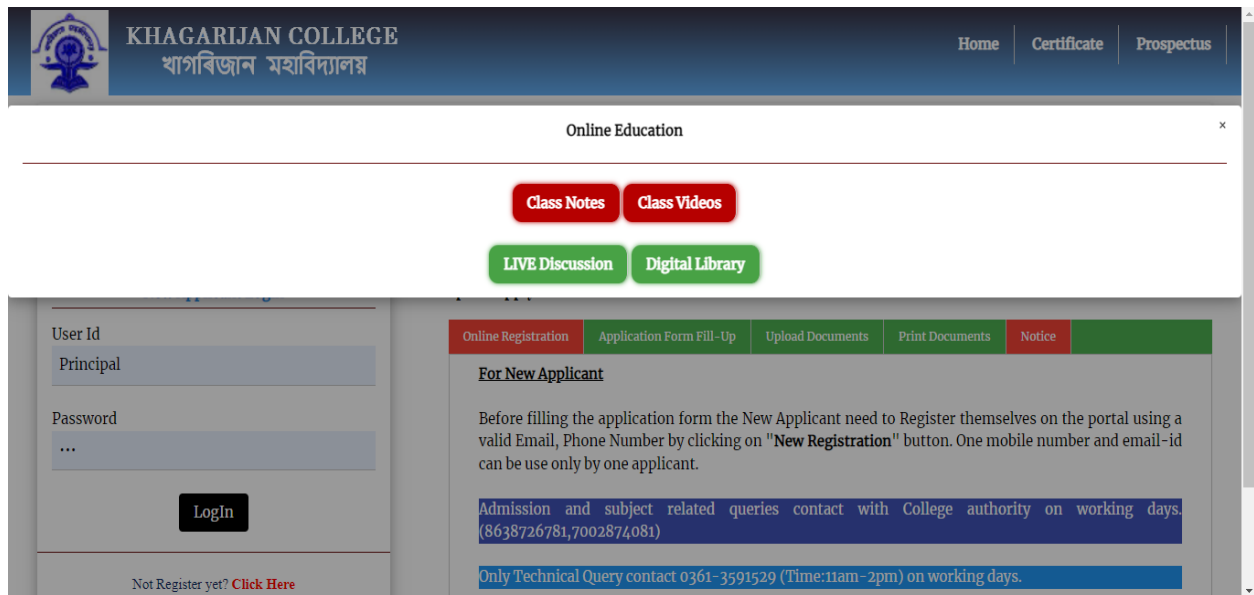 KHAGARIJAN COLLEGE
খাগৰিজান মহাবিদ্যালয়
Home
Certificate
Prospectus
Online Education
×
Class Notes
Class Videos
LIVE Discussion
Digital Library
User Id
Principal
Password
LogIn
Not Register yet? Click Here
Online Registration
Application Form Fill-Up
Upload Documents
Print Documents
Notice
For New Applicant
Before filling the application form the New Applicant need to Register themselves on the portal using a
valid Email, Phone Number by clicking on "New Registration" button. One mobile number and email-id
can be use only by one applicant.
Admission and subject related queries contact with College authority on working days.
(8638726781,7002874081)
Only Technical Query contact 0361-3591529 (Time:11am-2pm) on working days.